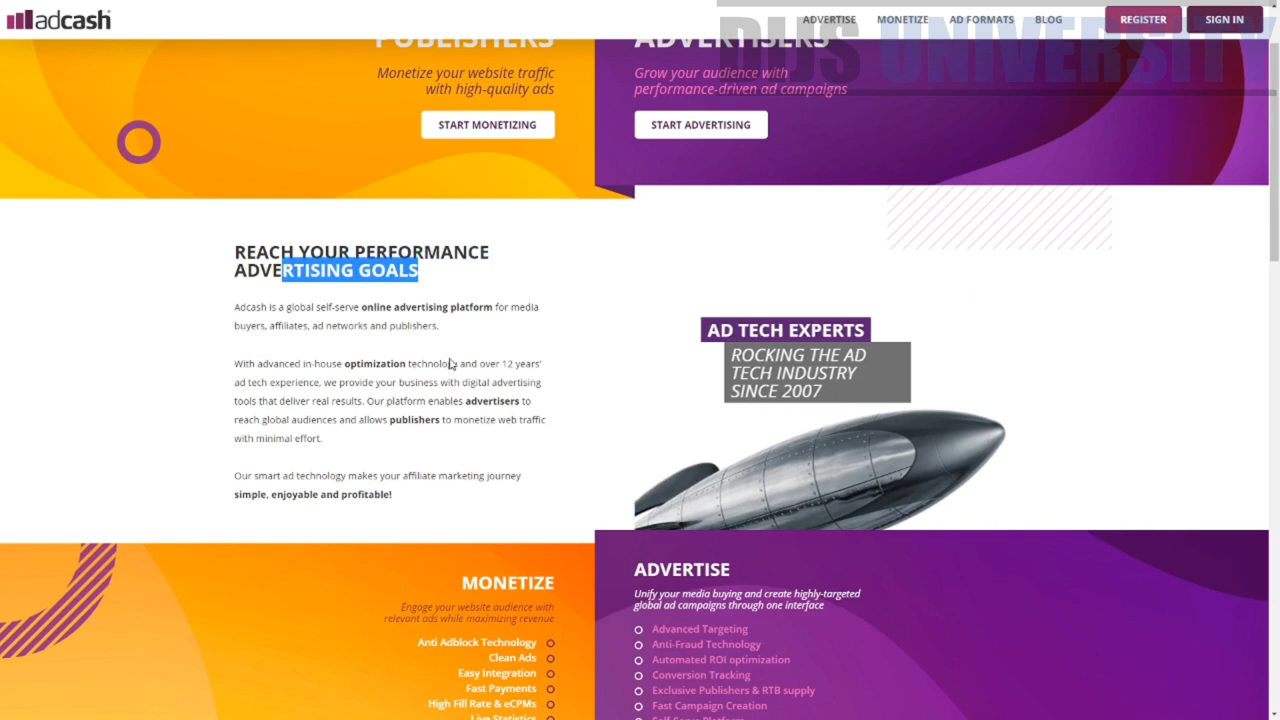 adcash
ADVERTISE MONETIZE AD FORMATS BLOG REGISTER SIGN IN
DJS UNIVERSITY
PUBLISHERS
Monetize your website traffic
with high-quality ads
START MONETIZING
ADVERTISERS
Grow your audience with
performance-driven ad campaigns
START ADVERTISING
REACH YOUR PERFORMANCE
ADVERTISING GOALS
Adcash is a global self-serve online advertising platform for media
buyers, affiliates, ad networks and publishers.
With advanced in-house optimization technology and over 12 years'
ad tech experience, we provide your business with digital advertising
tools that deliver real results. Our platform enables advertisers to
reach global audiences and allows publishers to monetize web traffic
with minimal effort.
Our smart ad technology makes your affiliate marketing journey
simple, enjoyable and profitable!
AD TECH EXPERTS
ROCKING THE AD
TECH INDUSTRY
SINCE 2007
MONETIZE
Engage your website audience with
relevant ads while maximizing revenue
Anti Adblock Technology
Clean Ads
Easy Integration
Fast Payments
High Fill Rate & eCPMs
Live Statistics
ADVERTISE
Unify your media buying and create highly-targeted
global ad campaigns through one interface
Advanced Targeting
Anti-Fraud Technology
Automated ROI optimization
Conversion Tracking
Exclusive Publishers & RTB supply
Fast Campaign Creation
Self-Serve Platform